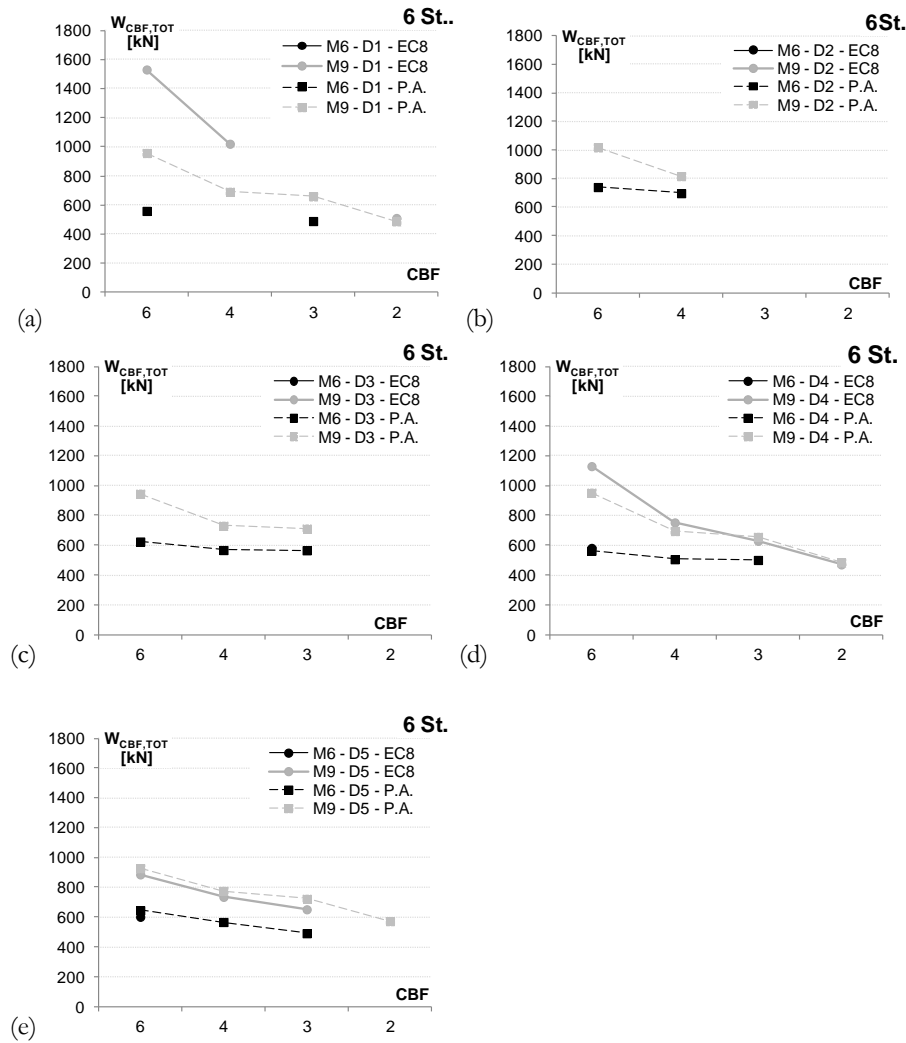 6 St..
W_CBF,TOT
[kN]
M6 - D1 - EC8
M9 - D1 - EC8
M6 - D1 - P.A.
M9 - D1 - P.A.
1800
1600
1400
1200
1000
800
600
400
200
0
CBF
6 4 3 2
(a)
6St.
W_CBF,TOT
[kN]
M6 - D2 - EC8
M9 - D2 - EC8
M6 - D2 - P.A.
M9 - D2 - P.A.
1800
1600
1400
1200
1000
800
600
400
200
0
CBF
6 4 3 2
(b)
6 St.
W_CBF,TOT
[kN]
M6 - D3 - EC8
M9 - D3 - EC8
M6 - D3 - P.A.
M9 - D3 - P.A.
1800
1600
1400
1200
1000
800
600
400
200
0
CBF
6 4 3 2
(c)
6 St.
W_CBF,TOT
[kN]
M6 - D4 - EC8
M9 - D4 - EC8
M6 - D4 - P.A.
M9 - D4 - P.A.
1800
1600
1400
1200
1000
800
600
400
200
0
CBF
6 4 3 2
(d)
6 St.
W_CBF,TOT
[kN]
M6 - D5 - EC8
M9 - D5 - EC8
M6 - D5 - P.A.
M9 - D5 - P.A.
1800
1600
1400
1200
1000
800
600
400
200
0
CBF
6 4 3 2
(e)